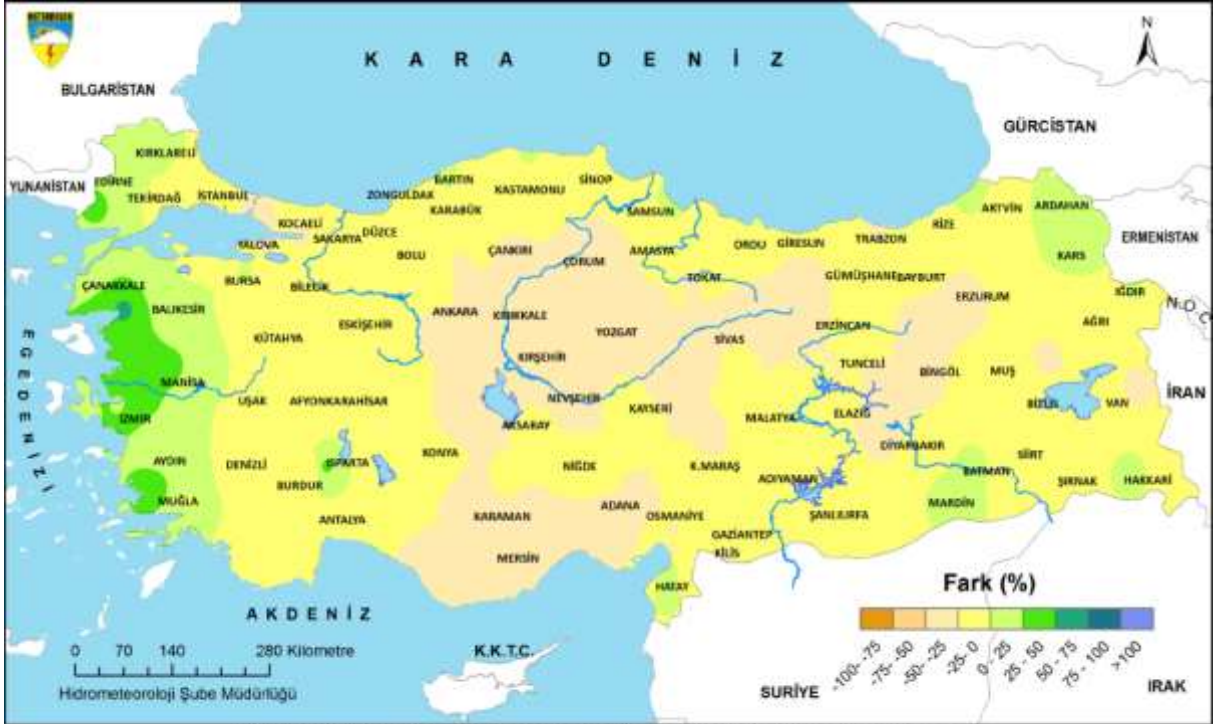 METEOROLOJİ
N
K A R A D E N İ Z
BULGARİSTAN
GÜRCİSTAN
KIRKLARELİ
YUNANİSTAN
EDİRNE
TEKİRDAĞ
İSTANBUL
ZONGULDAK
BARTIN
KASTAMONU
SİNOP
KARABÜK
SAMSUN
ARTVİN
ARDAHAN
KOCAELİ
SAKARYA
DÜZCE
YALOVA
BOLU
ÇANKIRI
ÇORUM
AMASYA
ORDU
GİRESUN
TRABZON
RİZE
ERMENİSTAN
KARS
ÇANAKKALE
BALIKESİR
BURSA
BİLECİK
TOKAT
GÜMÜŞHANE
BAYBURT
ERZURUM
IĞDIR
N.O.C
ANKARA
KIRIKKALE
ESKİŞEHİR
KÜTAHYA
YOZGAT
SİVAS
ERZİNCAN
AĞRI
EGE DENİZİ
MANİSA
KIRŞEHİR
TUNCELİ
BİNGÖL
MUŞ
İRAN
UŞAK
AFYONKARAHİSAR
NEVŞEHİR
KAYSERİ
MALATYA
ELAZIĞ
BİTLİS
VAN
İZMİR
AKSARAY
DİYARBAKIR
AYDIN
DENİZLİ
ISPARTA
KONYA
NİĞDE
K.MARAŞ
SİİRT
BATMAN
BURDUR
ADIYAMAN
ŞIRNAK
HAKKARİ
MUĞLA
MARDİN
ANTALYA
KARAMAN
ADANA
OSMANİYE
ŞANLIURFA
GAZİANTEP
KİLİS
MERSİN
HATAY
Fark (%)
A K D E N İ Z
0 70 140 280 Kilometre
K.K.T.C.
-100--75
-75--50
-50--25
-25- 0
0 - 25
25 - 50
50 - 75
75 - 100
>100
Hidrometeoroloji Şube Müdürlüğü
SURİYE
IRAK